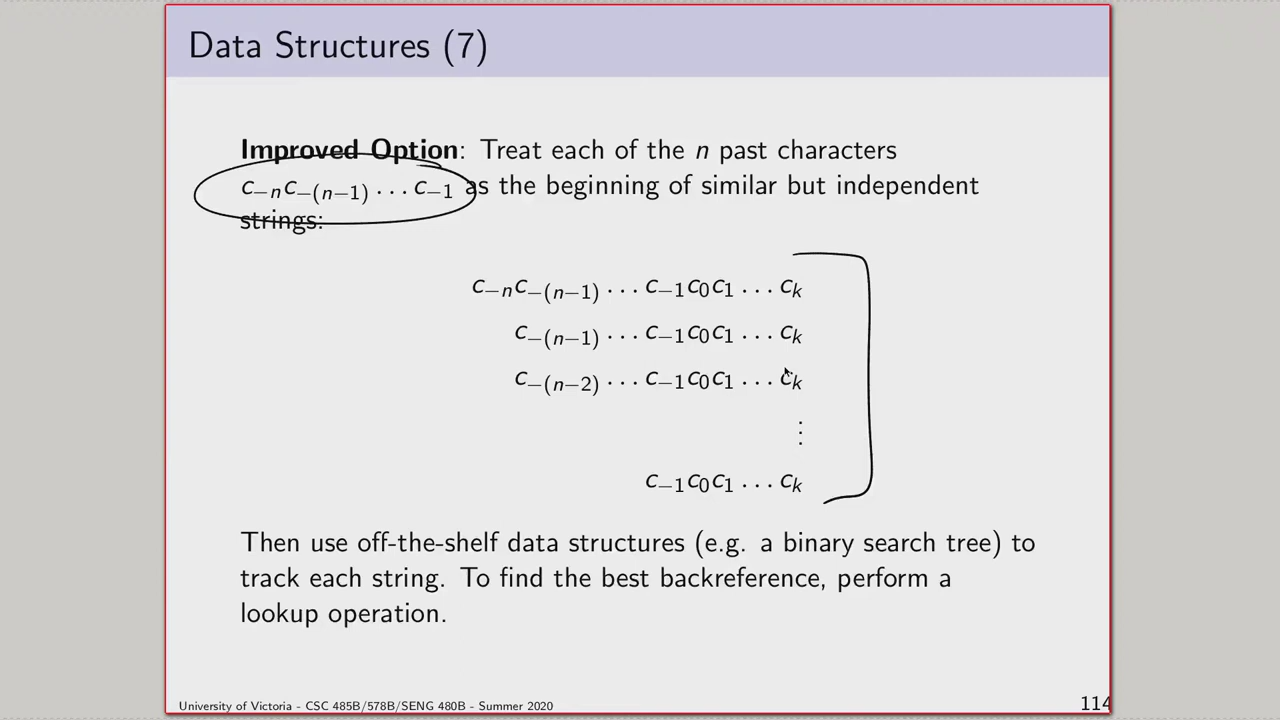 Data Structures (7)
Improved Option: Treat each of the n past characters
c₋ₙc₋₍ₙ₋₁₎ ⋯ c₋₁ as the beginning of similar but independent
strings:
c₋ₙc₋₍ₙ₋₁₎ ⋯ c₋₁c₀c₁ … cₖ
c₋₍ₙ₋₁₎ ⋯ c₋₁c₀c₁ … cₖ
c₋₍ₙ₋₂₎ ⋯ c₋₁c₀c₁ … cₖ
⋮
c₋₁c₀c₁ … cₖ
Then use off-the-shelf data structures (e.g. a binary search tree) to
track each string. To find the best backreference, perform a
lookup operation.
University of Victoria - CSC 485B/578B/SENG 480B - Summer 2020
114